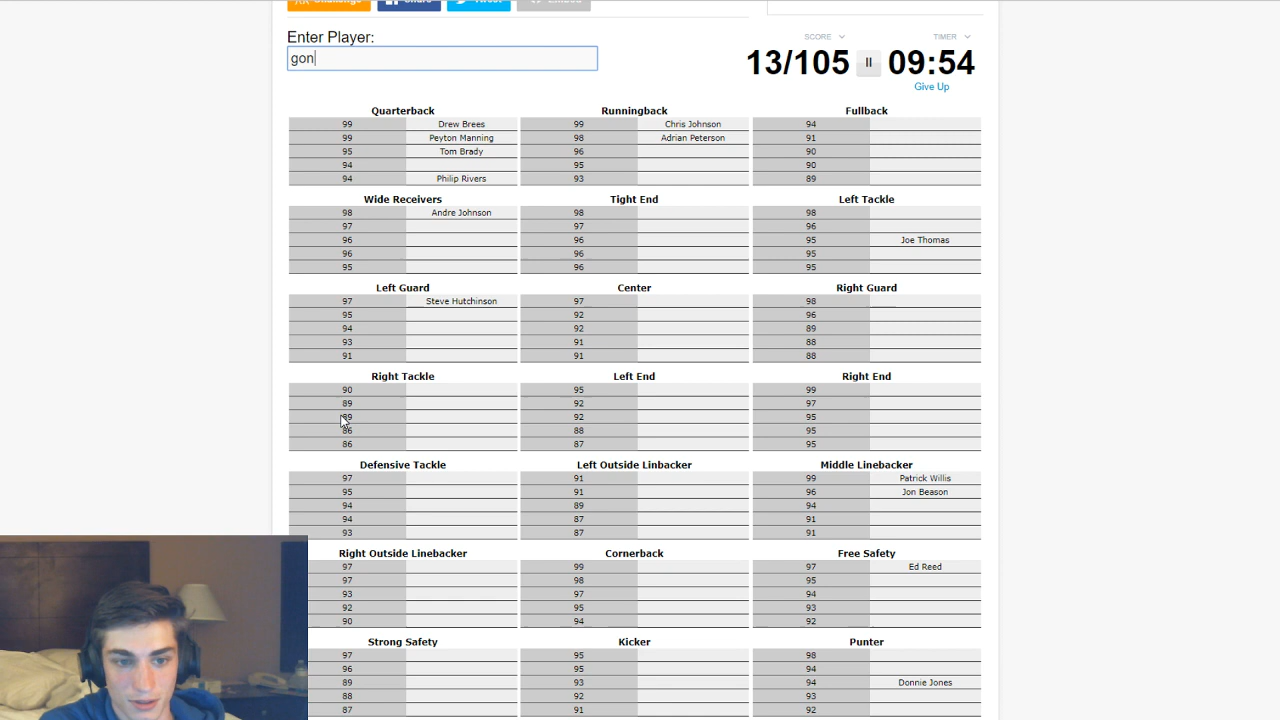 Challenge Share Tweet Embed
Enter Player:
gon
SCORE TIMER
13/105 09:54
Give Up
Quarterback Runningback Fullback
99 Drew Brees 99 Chris Johnson 94
99 Peyton Manning 98 Adrian Peterson 91
95 Tom Brady 96 90
94 95 90
94 Philip Rivers 93 89
Wide Receivers Tight End Left Tackle
98 Andre Johnson 98 98
97 97 96
96 96 95 Joe Thomas
96 96 95
95 96 95
Left Guard Center Right Guard
97 Steve Hutchinson 97 98
95 92 96
94 92 89
93 91 88
91 91 88
Right Tackle Left End Right End
90 95 99
89 92 97
89 92 95
86 88 95
86 87 95
Defensive Tackle Left Outside Linbacker Middle Linebacker
97 91 99 Patrick Willis
95 91 96 Jon Beason
94 89 94
94 87 91
93 87 91
Right Outside Linebacker Cornerback Free Safety
97 99 97 Ed Reed
97 98 95
93 97 94
92 95 93
90 94 92
Strong Safety Kicker Punter
97 95 98
96 95 94
89 93 94 Donnie Jones
88 92 93
87 91 92